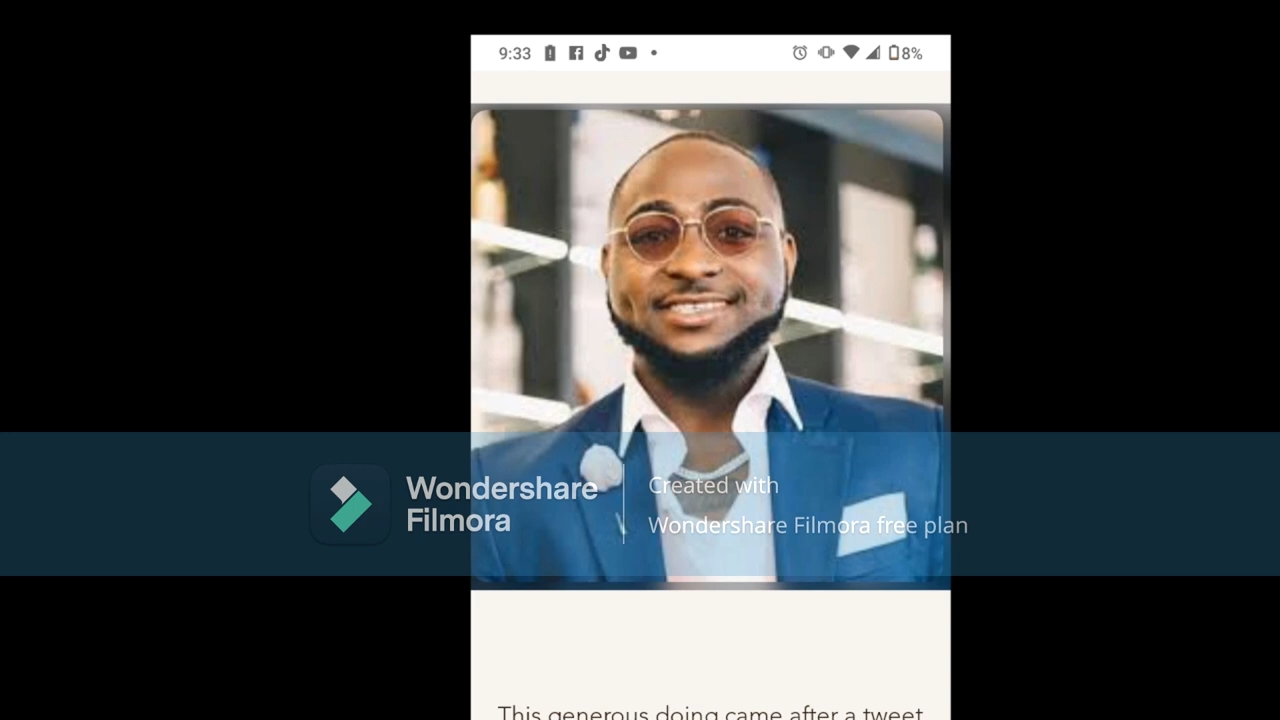 9:33 8%
Wondershare
Filmora
Created with
Wondershare Filmora free plan
This generous doing came after a tweet